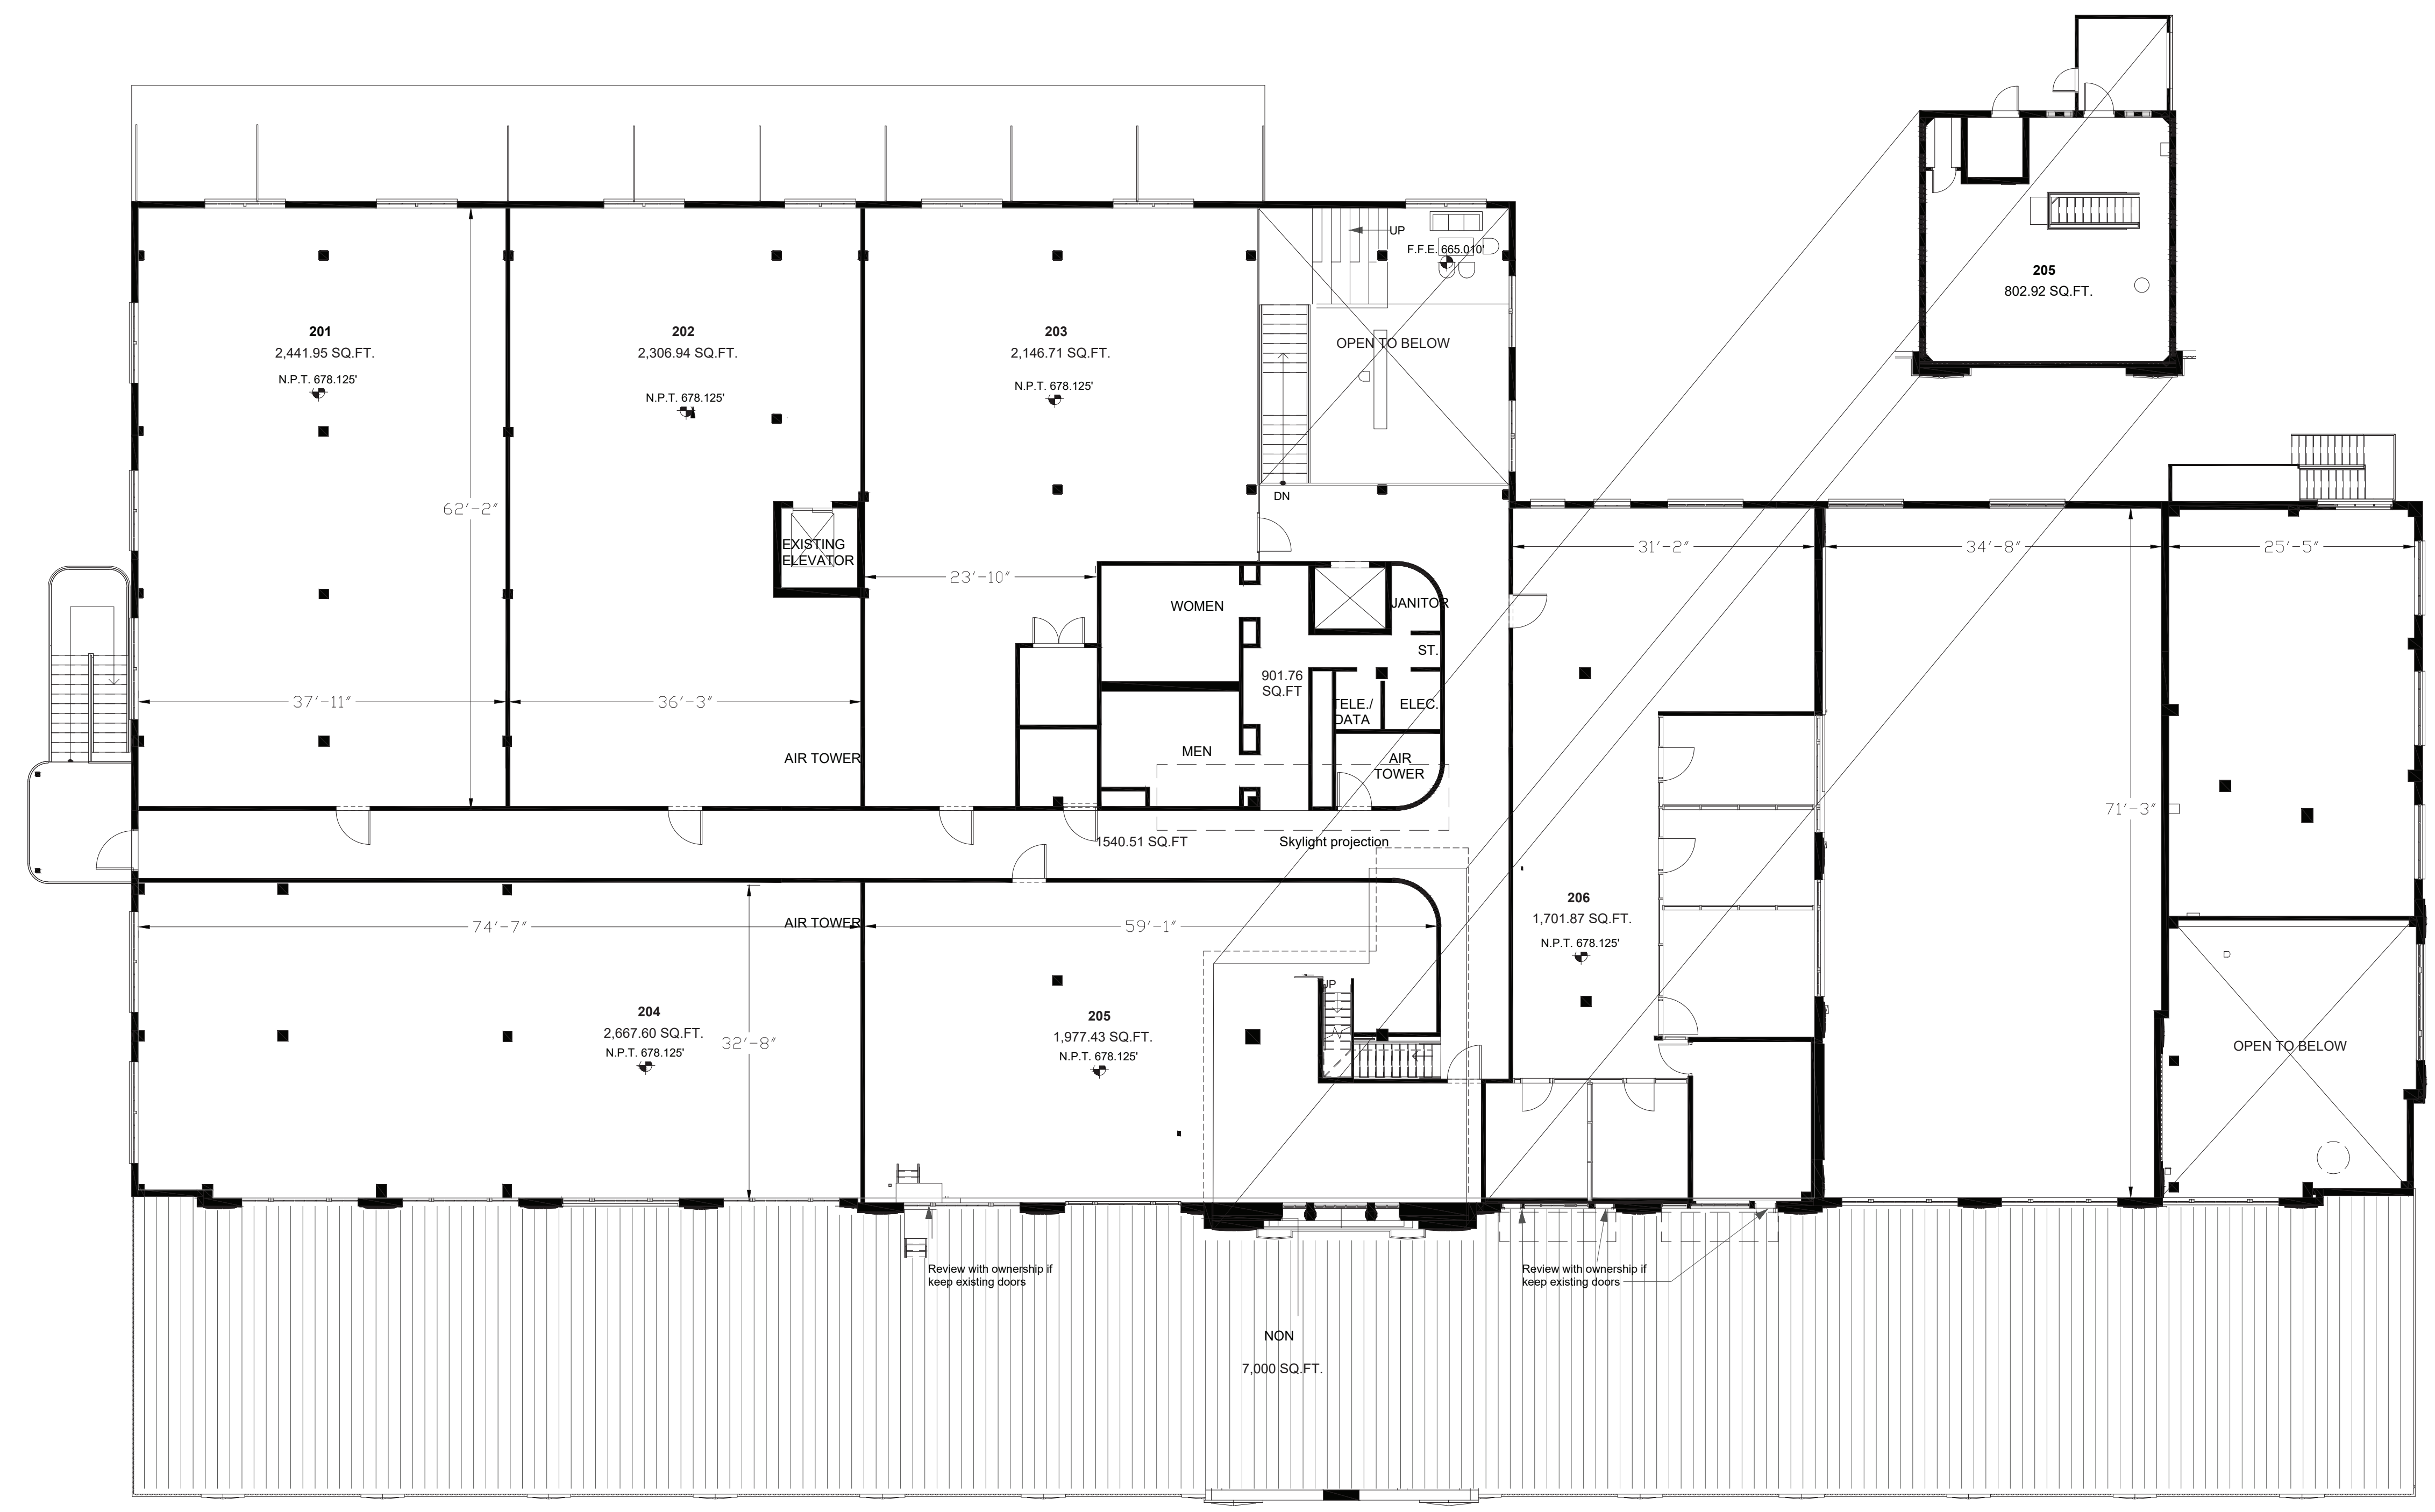 UP
F.F.E. 665.010'
205
802.92 SQ.FT.
201
2,441.95 SQ.FT.
N.P.T. 678.125'
202
2,306.94 SQ.FT.
N.P.T. 678.125'
203
2,146.71 SQ.FT.
N.P.T. 678.125'
OPEN TO BELOW
DN
62'-2"
EXISTING
ELEVATOR
23'-10"
31'-2"
34'-8"
25'-5"
WOMEN
JANITOR
ST.
901.76
SQ.FT
TELE./
DATA
ELEC.
37'-11"
36'-3"
AIR TOWER
MEN
AIR
TOWER
71'-3"
1540.51 SQ.FT
Skylight projection
206
1,701.87 SQ.FT.
N.P.T. 678.125'
74'-7"
AIR TOWER
59'-1"
UP
204
2,667.60 SQ.FT.
N.P.T. 678.125'
32'-8"
205
1,977.43 SQ.FT.
N.P.T. 678.125'
OPEN TO BELOW
Review with ownership if
keep existing doors
Review with ownership if
keep existing doors
NON
7,000 SQ.FT.